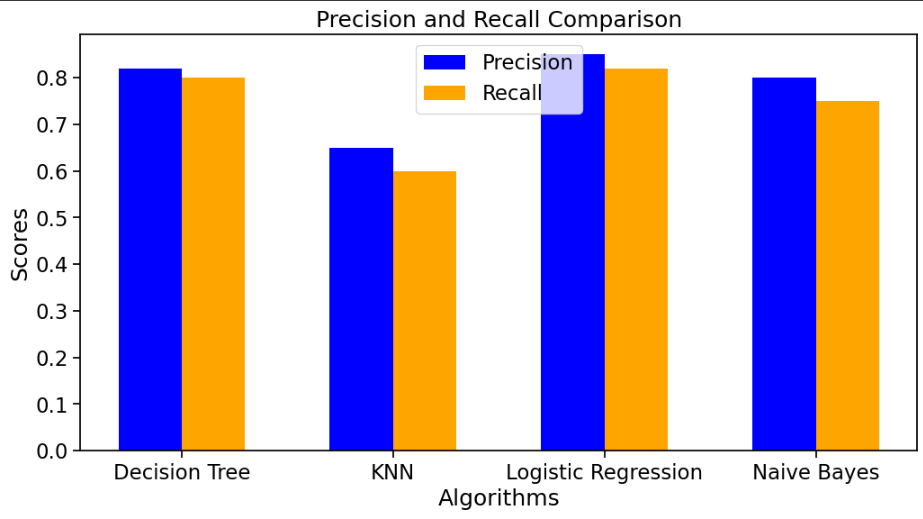 Precision and Recall Comparison
Precision
Recall
Scores
0.8
0.7
0.6
0.5
0.4
0.3
0.2
0.1
0.0
Decision Tree KNN Logistic Regression Naive Bayes
Algorithms